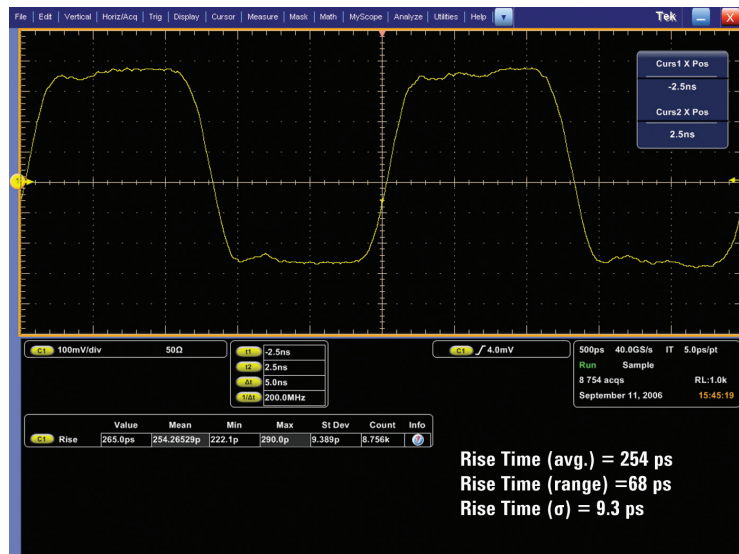 File | Edit | Vertical | Horiz/Acq | Trig | Display | Cursor | Measure | Mask | Math | MyScope | Analyze | Utilities | Help | Tek X
Curs1 X Pos
-2.5ns
Curs2 X Pos
2.5ns
1
C1 100mV/div 50Ω
t1 -2.5ns
t2 2.5ns
Δt 5.0ns
1/Δt 200.0MHz
C1 4.0mV
500ps 40.0GS/s IT 5.0ps/pt
Run Sample
8 754 acqs RL:1.0k
September 11, 2006 15:45:19
Value Mean Min Max St Dev Count Info
C1 Rise 265.0ps 254.26529p 222.1p 290.0p 9.389p 8.756k
Rise Time (avg.) = 254 ps
Rise Time (range) =68 ps
Rise Time (σ) = 9.3 ps